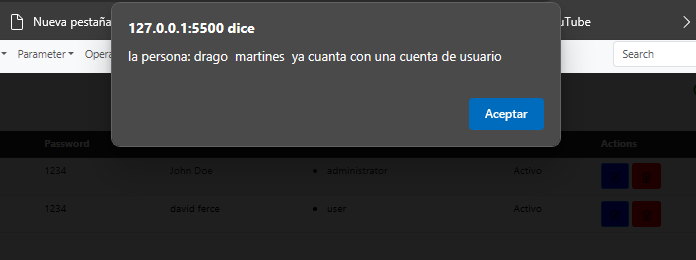 Nueva pestaña
uTube
127.0.0.1:5500 dice
la persona: drago martines ya cuanta con una cuenta de usuario
Aceptar
Parameter
Opera
Search
Password
Actions
1234
John Doe
• administrator
Activo
1234
david ferce
• user
Activo